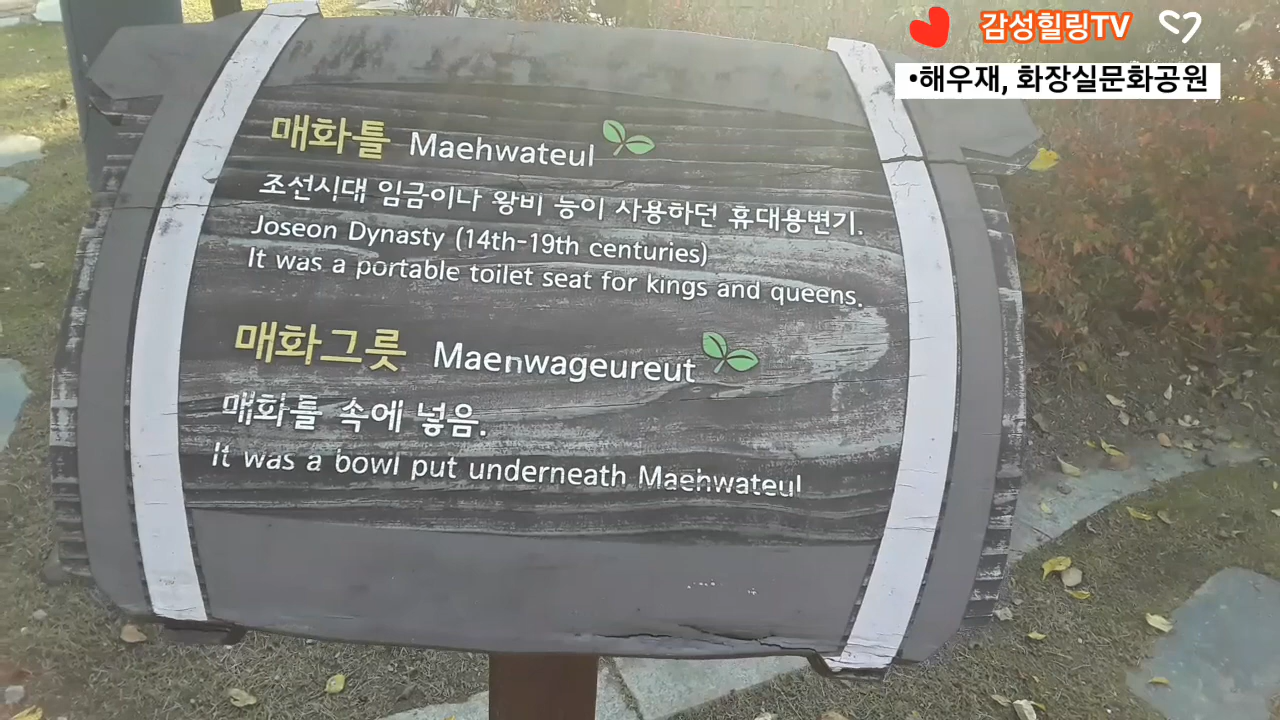 감성힐링TV
•해우재, 화장실문화공원
매화틀 Maehwateul
조선시대 임금이나 왕비 등이 사용하던 휴대용변기.
Joseon Dynasty (14th-19th centuries)
It was a portable toilet seat for kings and queens.
매화그릇 Maenwageureut
매화틀 속에 넣음.
It was a bowl put underneath Maehwateul